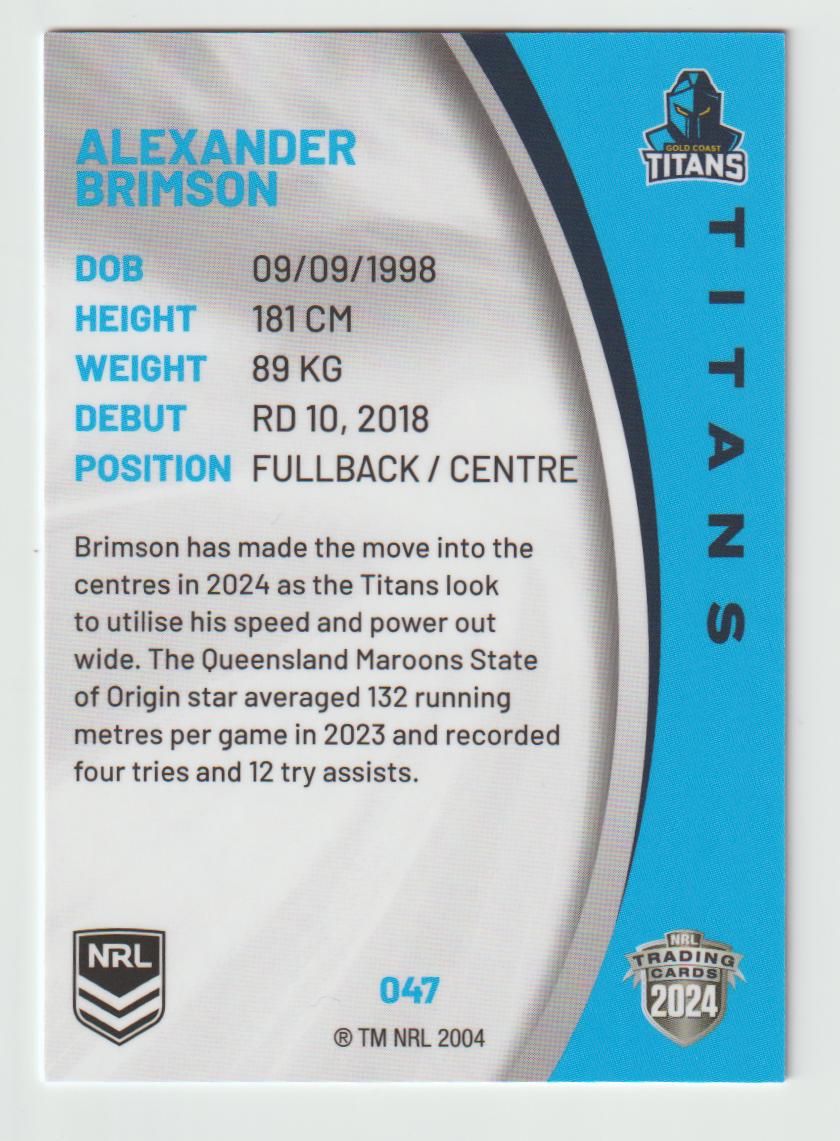 ALEXANDER
BRIMSON
DOB 09/09/1998
HEIGHT 181 CM
WEIGHT 89 KG
DEBUT RD 10, 2018
POSITION FULLBACK / CENTRE
Brimson has made the move into the
centres in 2024 as the Titans look
to utilise his speed and power out
wide. The Queensland Maroons State
of Origin star averaged 132 running
metres per game in 2023 and recorded
four tries and 12 try assists.
NRL
047
® TM NRL 2004
GOLD COAST
TITANS
TITANS
NRL
TRADING
CARDS
2024